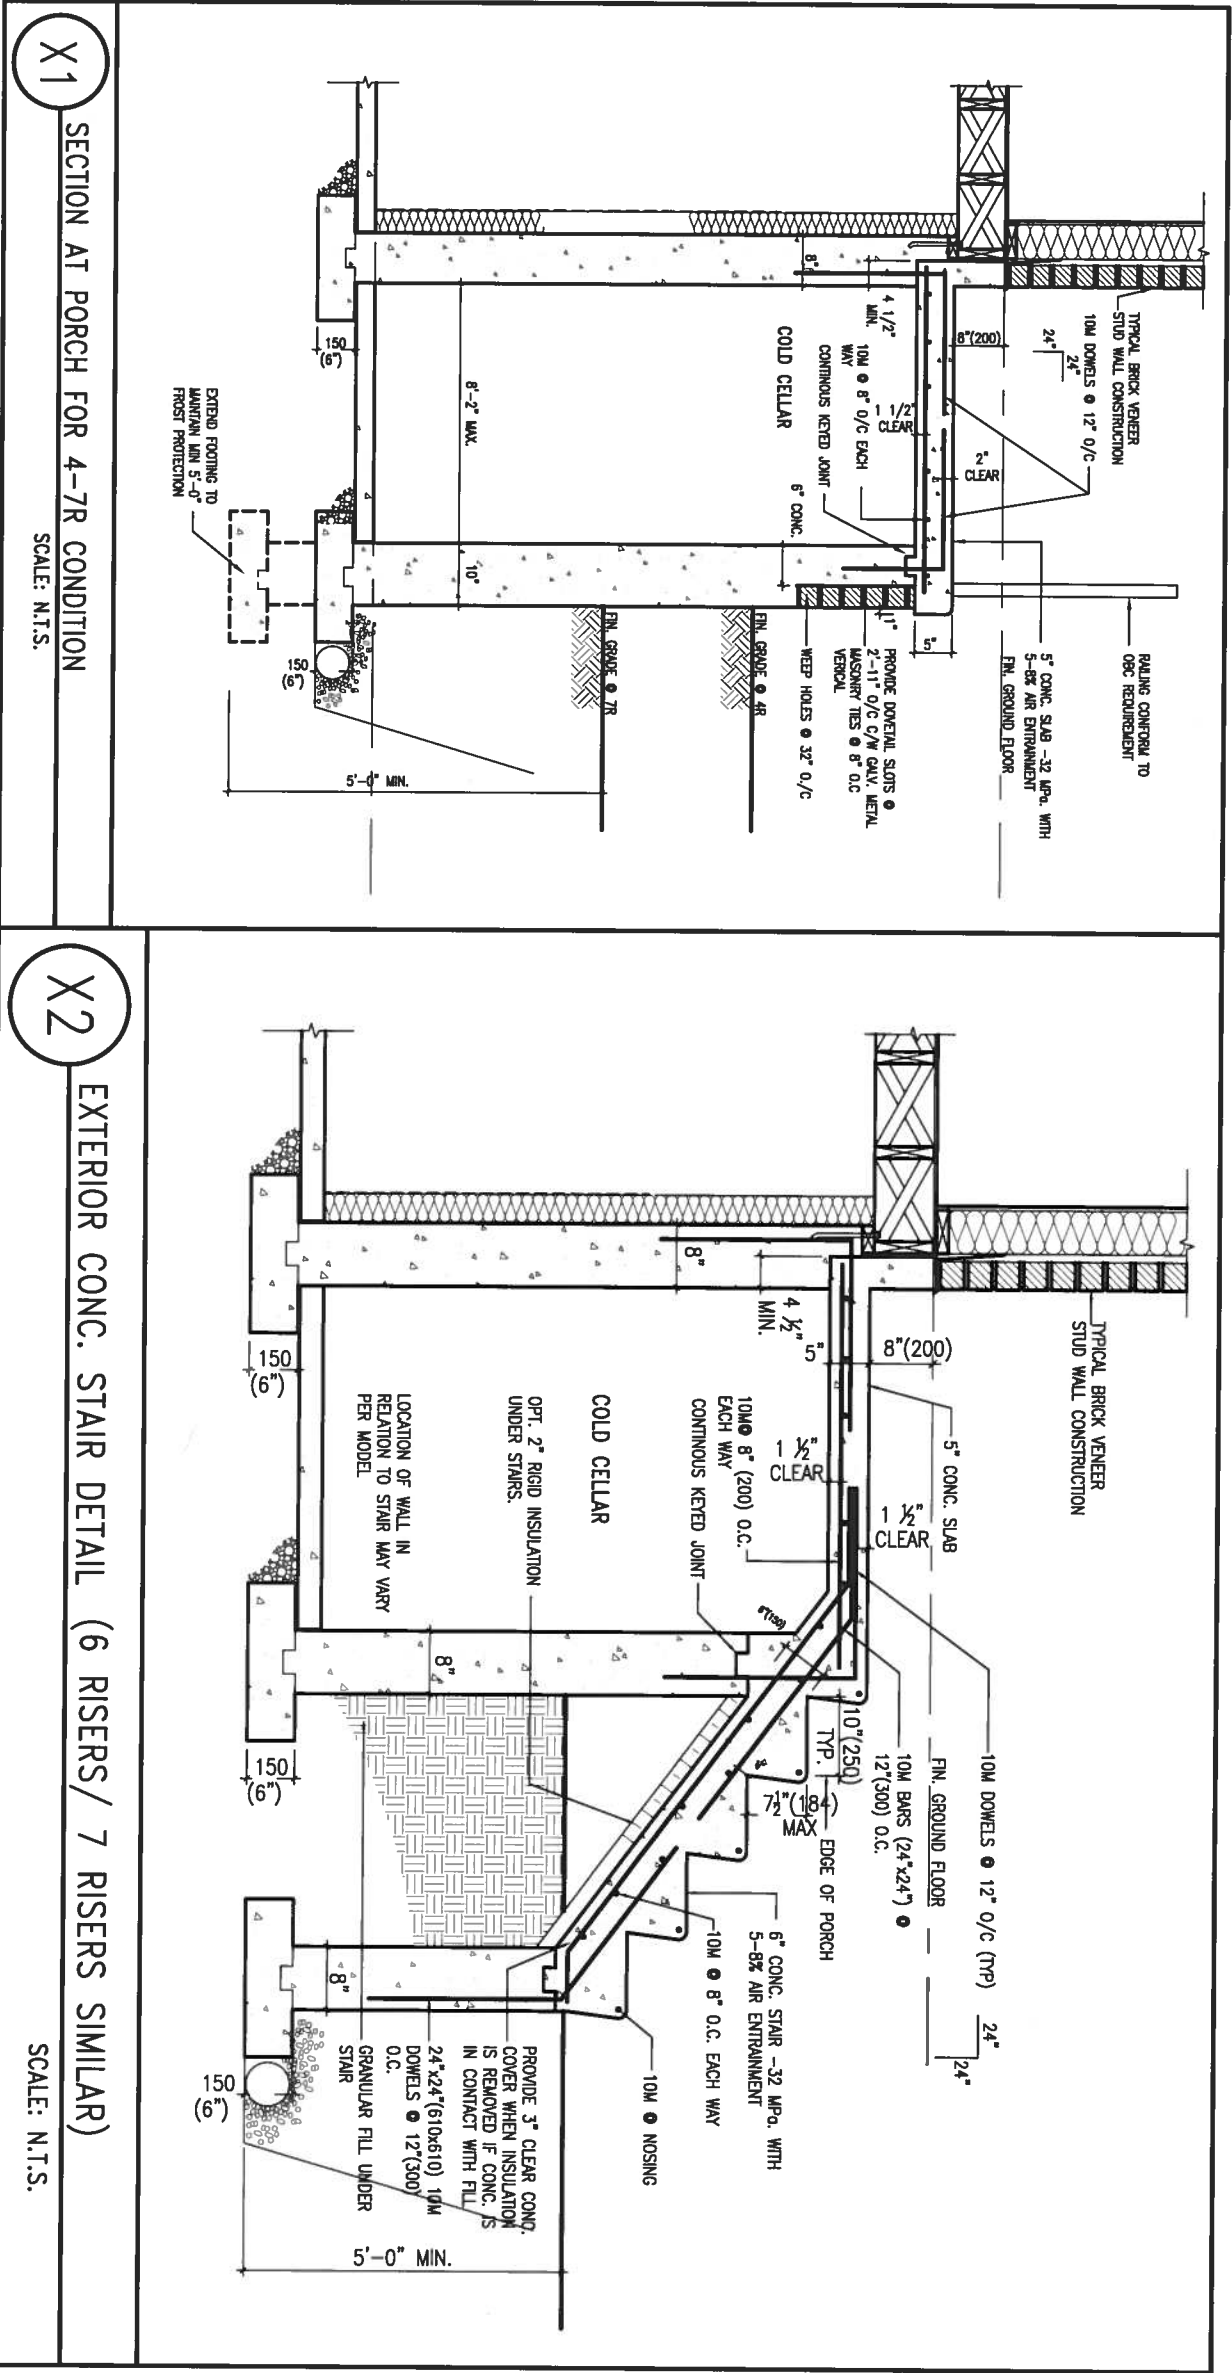 TYPICAL BRICK VENEER
STUD WALL CONSTRUCTION
10M DOWELS @ 12" O/C
24"
24"
8"(200)
RAILING CONFORM TO
OBC REQUIREMENT
5" CONC. SLAB -32 MPa. WITH
5-8% AIR ENTRAINMENT
FIN. GROUND FLOOR
2"
CLEAR
1 1/2"
CLEAR
5"
8"
4 1/2"
MIN.
10M @ 8" O/C EACH
WAY
CONTINOUS KEYED JOINT
COLD CELLAR
6" CONC.
1"
PROVIDE DOVETAIL SLOTS @
2'-11" O/C C/W GALV. METAL
MASONRY TIES @ 8" O.C
VERICAL
WEEP HOLES @ 32" O./C
FIN. GRADE @ 4R
FIN. GRADE @ 7R
8'-2" MAX.
10"
150
(6")
150
(6")
5'-0" MIN.
EXTEND FOOTING TO
MAINTAIN MIN 5'-0"
FROST PROTECTION
X1
SECTION AT PORCH FOR 4-7R CONDITION
SCALE: N.T.S.
TYPICAL BRICK VENEER
STUD WALL CONSTRUCTION
5" CONC. SLAB
8"(200)
FIN. GROUND FLOOR
10M DOWELS @ 12" O/C (TYP)
24"
24"
10M BARS (24"x24") @
12"(300) O.C.
1 ½"
CLEAR
1 ½"
CLEAR
5"
8"
4 ½"
MIN.
10M@ 8" (200) O.C.
EACH WAY
CONTINOUS KEYED JOINT
6"(150)
10"(250)
TYP.
7½"(184)
MAX
EDGE OF PORCH
6" CONC. STAIR -32 MPa. WITH
5-8% AIR ENTRAINMENT
10M @ 8" O.C. EACH WAY
10M @ NOSING
COLD CELLAR
OPT. 2" RIGID INSULATION
UNDER STAIRS.
LOCATION OF WALL IN
RELATION TO STAIR MAY VARY
PER MODEL
8"
8"
PROVIDE 3" CLEAR CONC.
COVER WHEN INSULATION
IS REMOVED IF CONC. IS
IN CONTACT WITH FILL
24"x24"(610x610) 10M
DOWELS @ 12"(300)
O.C.
GRANULAR FILL UNDER
STAIR
150
(6")
150
(6")
150
(6")
5'-0" MIN.
X2
EXTERIOR CONC. STAIR DETAIL (6 RISERS/ 7 RISERS SIMILAR)
SCALE: N.T.S.